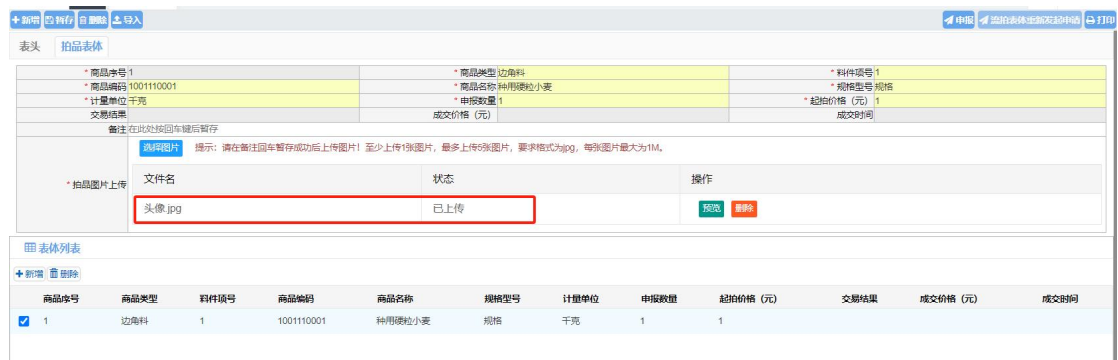 新增 暂存 删除 导入 申报 流拍表体重新发起申请 打印
表头 拍品表体
* 商品序号 1 * 商品类型 边角料 * 料件项号 1
* 商品编码 1001110001 * 商品名称 种用硬粒小麦 * 规格型号 规格
* 计量单位 千克 * 申报数量 1 * 起拍价格（元） 1
交易结果 成交价格（元） 成交时间
备注 在此处按回车键后暂存
选择图片 提示：请在备注回车暂存成功后上传图片！至少上传1张图片，最多上传5张图片，要求格式为jpg，每张图片最大为1M。
* 拍品图片上传
文件名 状态 操作
头像.jpg 已上传 预览 删除
表体列表
新增 删除
商品序号 商品类型 料件项号 商品编码 商品名称 规格型号 计量单位 申报数量 起拍价格（元） 交易结果 成交价格（元） 成交时间
1 边角料 1 1001110001 种用硬粒小麦 规格 千克 1 1